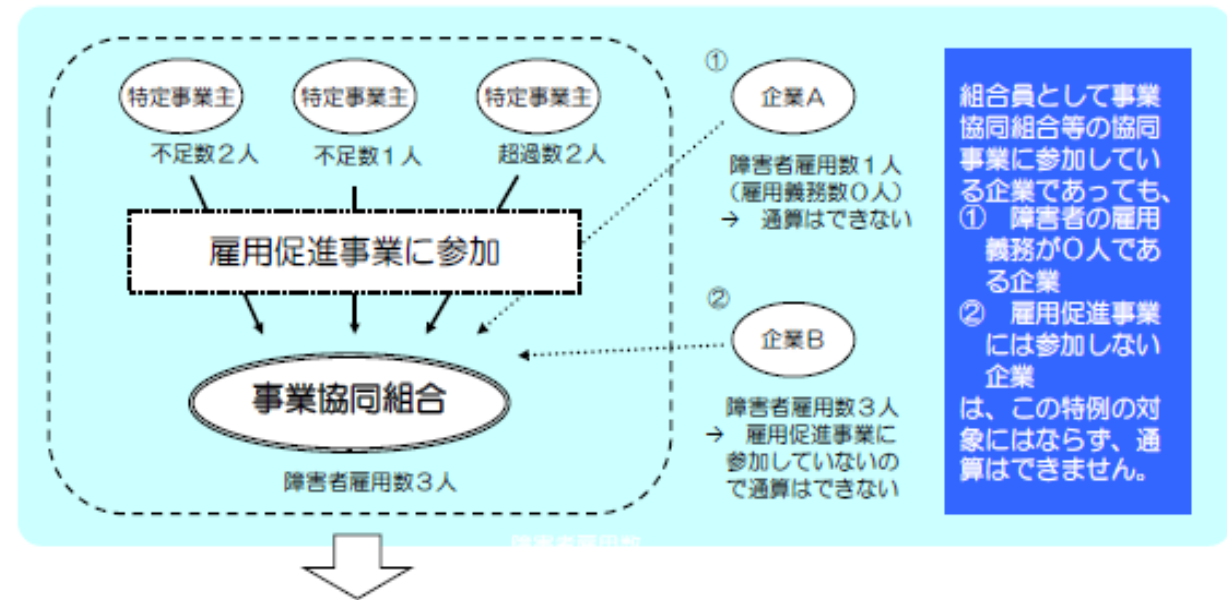 特定事業主
特定事業主
特定事業主
不足数2人
不足数1人
超過数2人
雇用促進事業に参加
事業協同組合
障害者雇用数3人
①
企業A
障害者雇用数1人
(雇用義務数0人)
→ 通算はできない
②
企業B
障害者雇用数3人
→ 雇用促進事業に
参加していないの
で通算はできない
組合員として事業
協同組合等の協同
事業に参加してい
る企業であっても、
① 障害者の雇用
義務が0人であ
る企業
② 雇用促進事業
には参加しない
企業
は、この特例の対
象にはならず、通
算はできません。
障害者雇用数